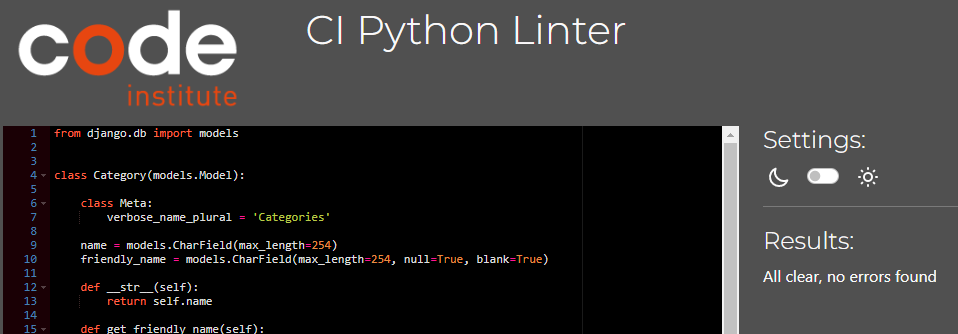 code
institute
CI Python Linter
1 from django.db import models
2
3
4 class Category(models.Model):
5
6     class Meta:
7         verbose_name_plural = 'Categories'
8
9     name = models.CharField(max_length=254)
10     friendly_name = models.CharField(max_length=254, null=True, blank=True)
11
12     def __str__(self):
13         return self.name
14
15     def get_friendly_name(self):
Settings:
Results:
All clear, no errors found